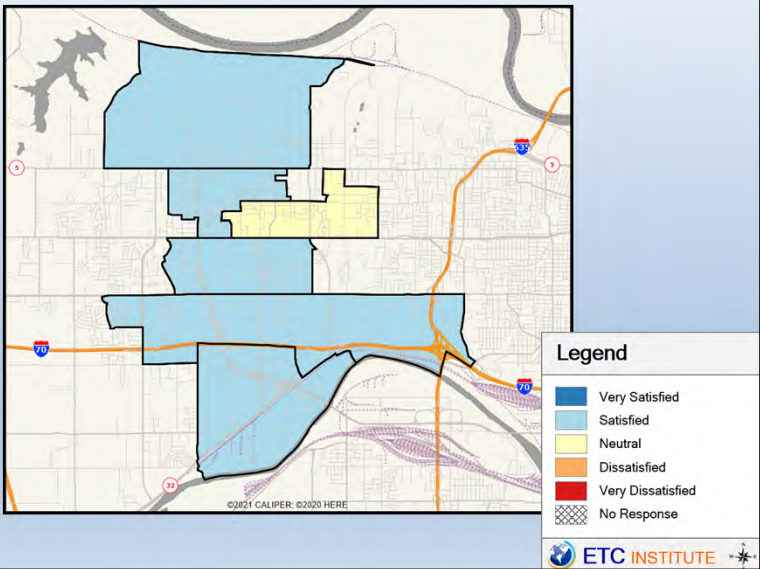 635
5
5
70
70
32
©2021 CALIPER; ©2020 HERE
Legend
Very Satisfied
Satisfied
Neutral
Dissatisfied
Very Dissatisfied
No Response
ETC INSTITUTE